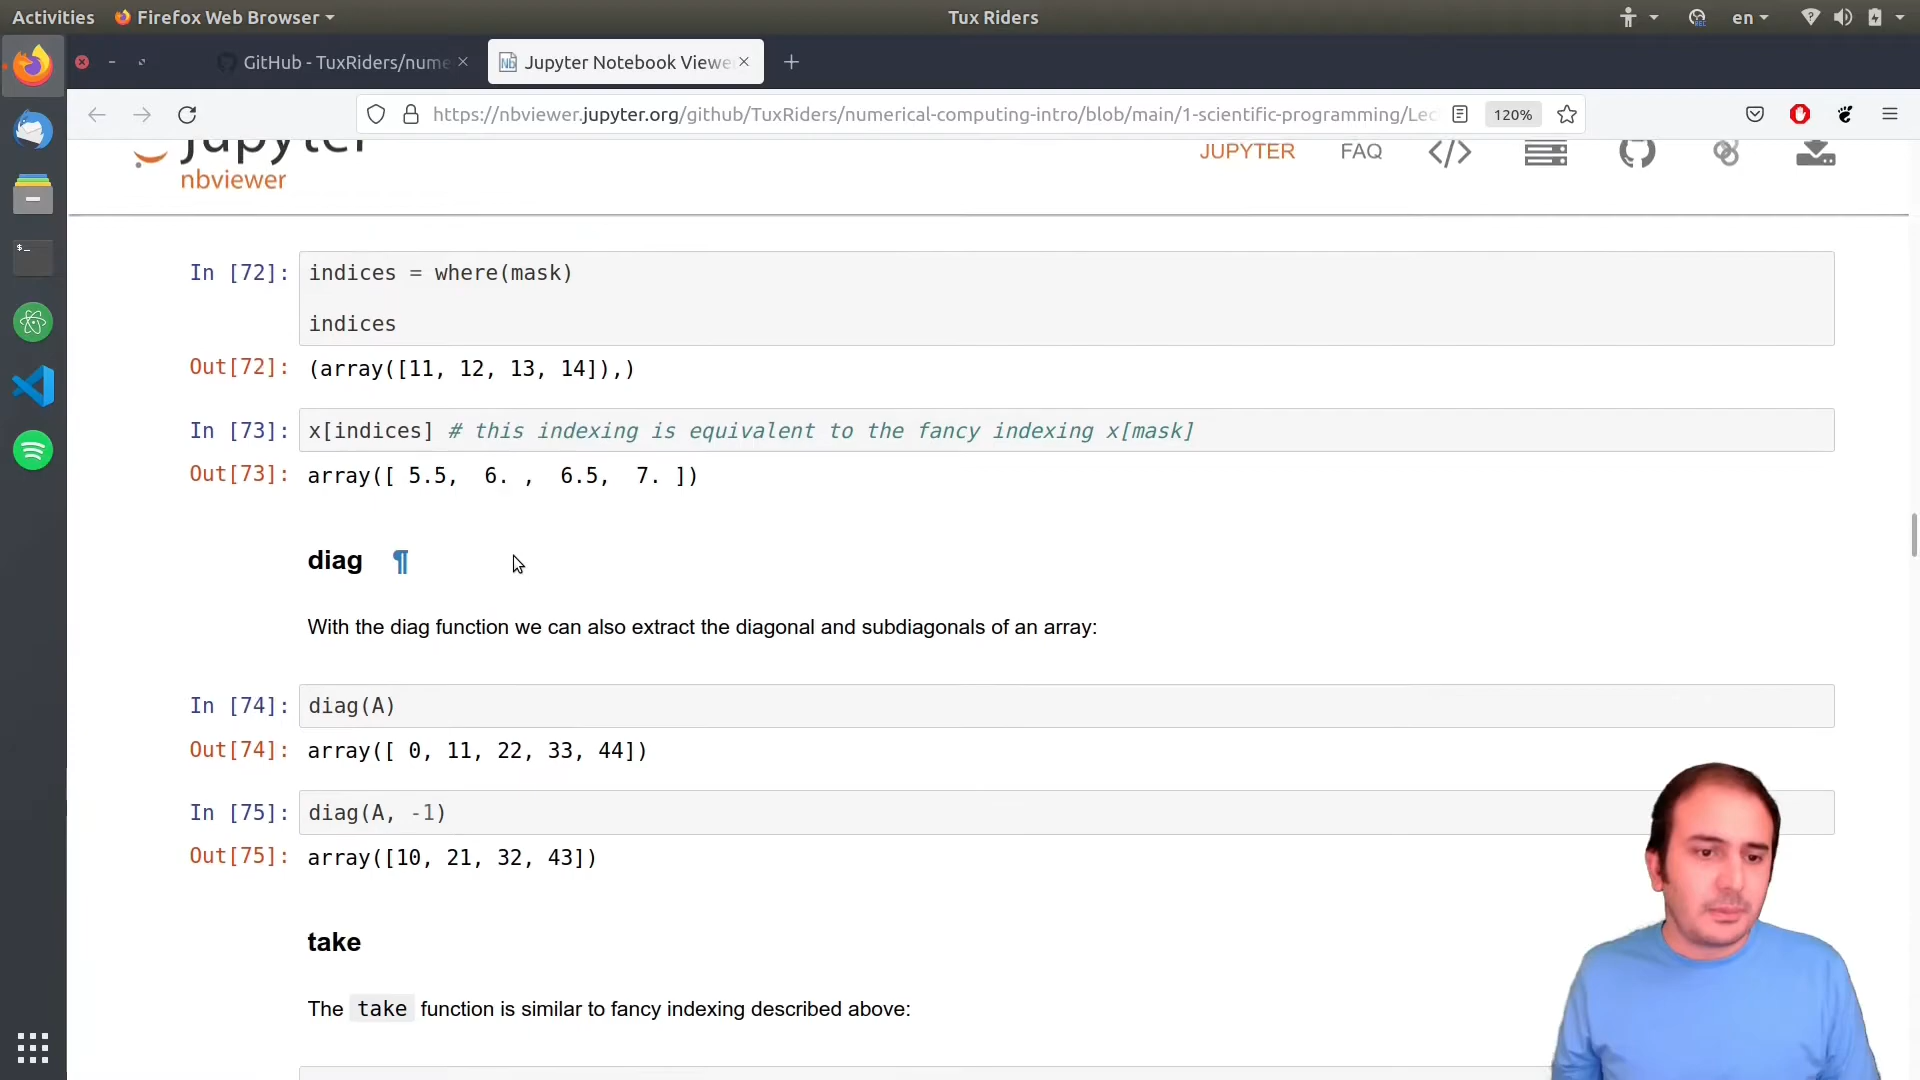 Activities Firefox Web Browser Tux Riders en
GitHub - TuxRiders/nume Jupyter Notebook Viewe
https://nbviewer.jupyter.org/github/TuxRiders/numerical-computing-intro/blob/main/1-scientific-programming/Lec 120%
jupyter
nbviewer
JUPYTER FAQ
In [72]: indices = where(mask)
indices
Out[72]: (array([11, 12, 13, 14]),)
In [73]: x[indices] # this indexing is equivalent to the fancy indexing x[mask]
Out[73]: array([ 5.5,  6. ,  6.5,  7. ])
diag ¶
With the diag function we can also extract the diagonal and subdiagonals of an array:
In [74]: diag(A)
Out[74]: array([ 0, 11, 22, 33, 44])
In [75]: diag(A, -1)
Out[75]: array([10, 21, 32, 43])
take
The take function is similar to fancy indexing described above: